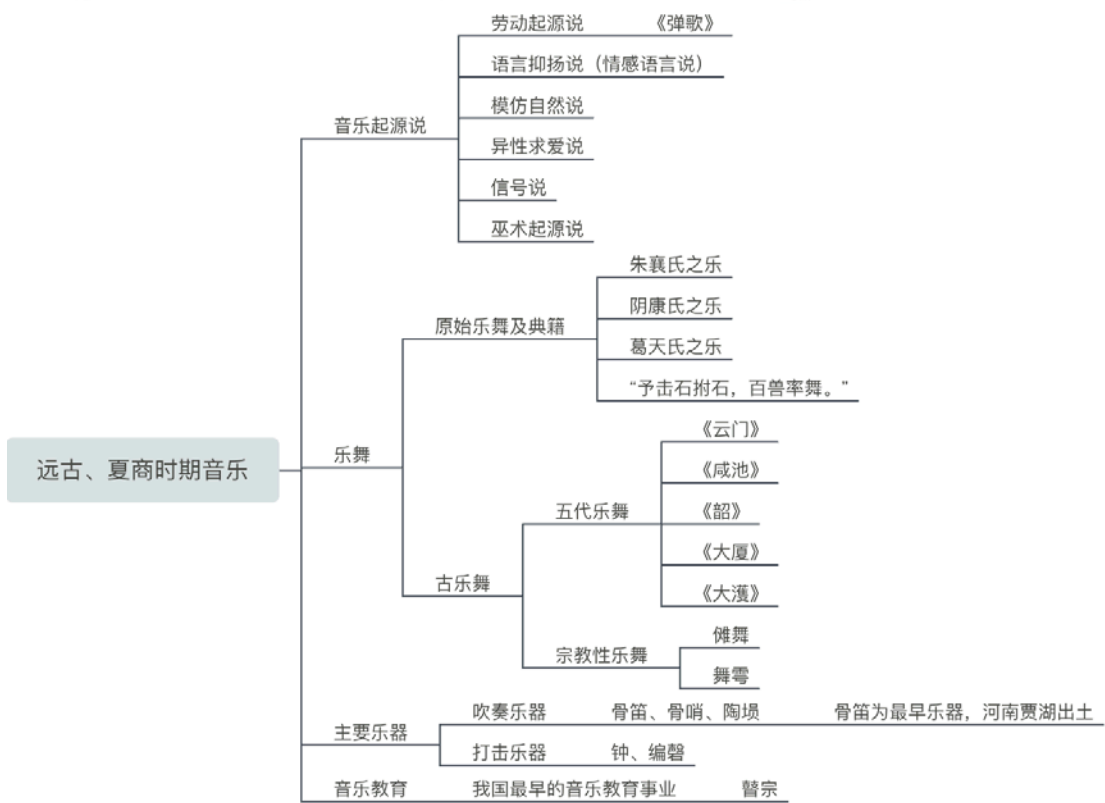 远古、夏商时期音乐
音乐起源说
劳动起源说
《弹歌》
语言抑扬说（情感语言说）
模仿自然说
异性求爱说
信号说
巫术起源说
乐舞
原始乐舞及典籍
朱襄氏之乐
阴康氏之乐
葛天氏之乐
“予击石拊石，百兽率舞。”
古乐舞
五代乐舞
《云门》
《咸池》
《韶》
《大厦》
《大濩》
宗教性乐舞
傩舞
舞雩
主要乐器
吹奏乐器
骨笛、骨哨、陶埙
骨笛为最早乐器，河南贾湖出土
打击乐器
钟、编磬
音乐教育
我国最早的音乐教育事业
瞽宗